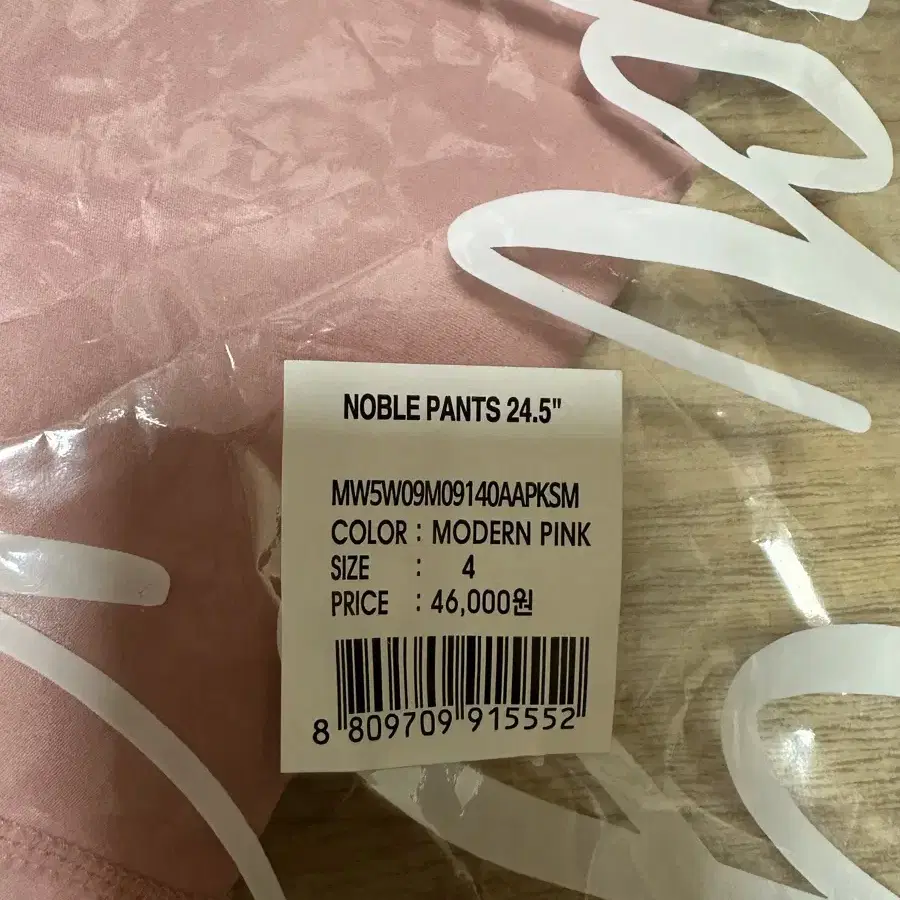 NOBLE PANTS 24.5"
MW5W09M09140AAPKSM
COLOR : MODERN PINK
SIZE : 4
PRICE : 46,000원
8 809709 915552